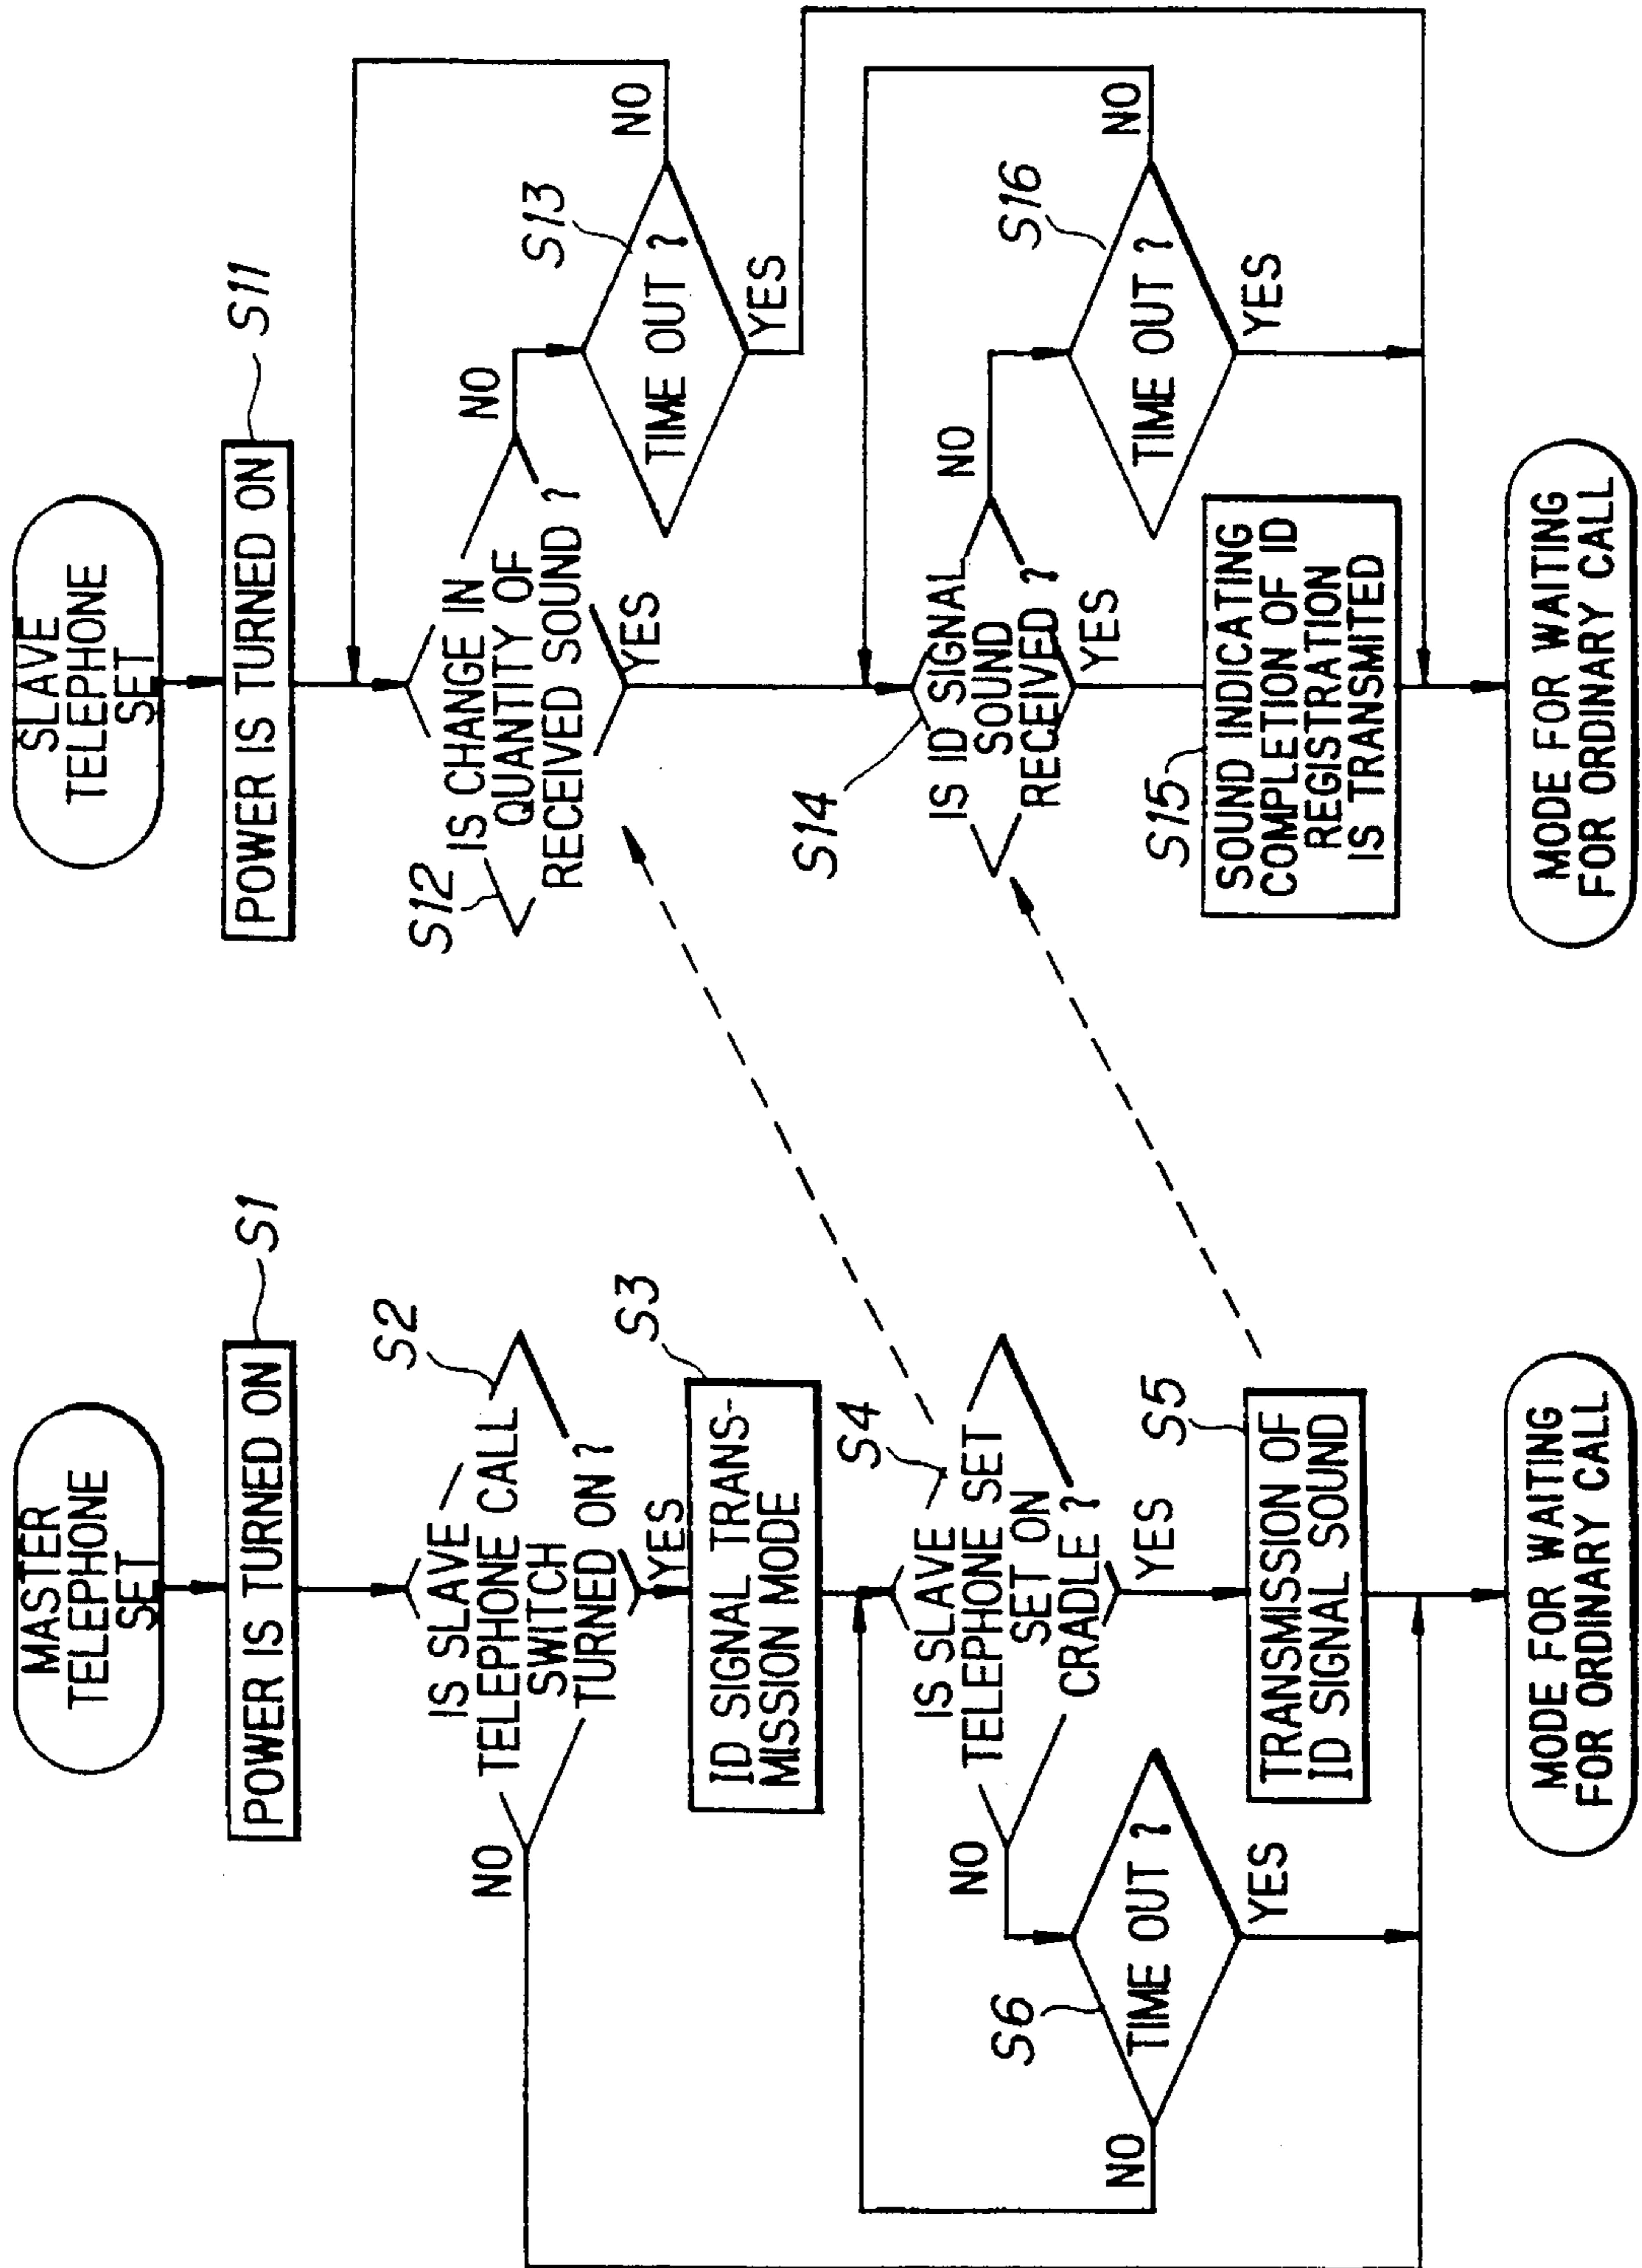 MASTER
TELEPHONE
SET
POWER IS TURNED ON
S1
IS SLAVE
TELEPHONE CALL
SWITCH
TURNED ON ?
S2
NO
YES
ID SIGNAL TRANS-
MISSION MODE
S3
IS SLAVE
TELEPHONE SET
SET ON
CRADLE ?
S4
NO
YES
TIME OUT ?
S6
NO
YES
TRANSMISSION OF
ID SIGNAL SOUND
S5
MODE FOR WAITING
FOR ORDINARY CALL
SLAVE
TELEPHONE
SET
POWER IS TURNED ON
S11
IS CHANGE IN
QUANTITY OF
RECEIVED SOUND ?
S12
NO
YES
TIME OUT ?
S13
NO
YES
IS ID SIGNAL
SOUND
RECEIVED ?
S14
NO
YES
TIME OUT ?
S16
NO
YES
SOUND INDICATING
COMPLETION OF ID
REGISTRATION
IS TRANSMITED
S15
MODE FOR WAITING
FOR ORDINARY CALL